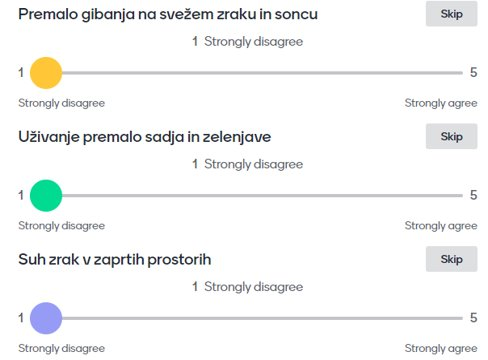 Premalo gibanja na svežem zraku in soncu Skip
1 Strongly disagree
1 5
Strongly disagree Strongly agree
Uživanje premalo sadja in zelenjave Skip
1 Strongly disagree
1 5
Strongly disagree Strongly agree
Suh zrak v zaprtih prostorih Skip
1 Strongly disagree
1 5
Strongly disagree Strongly agree